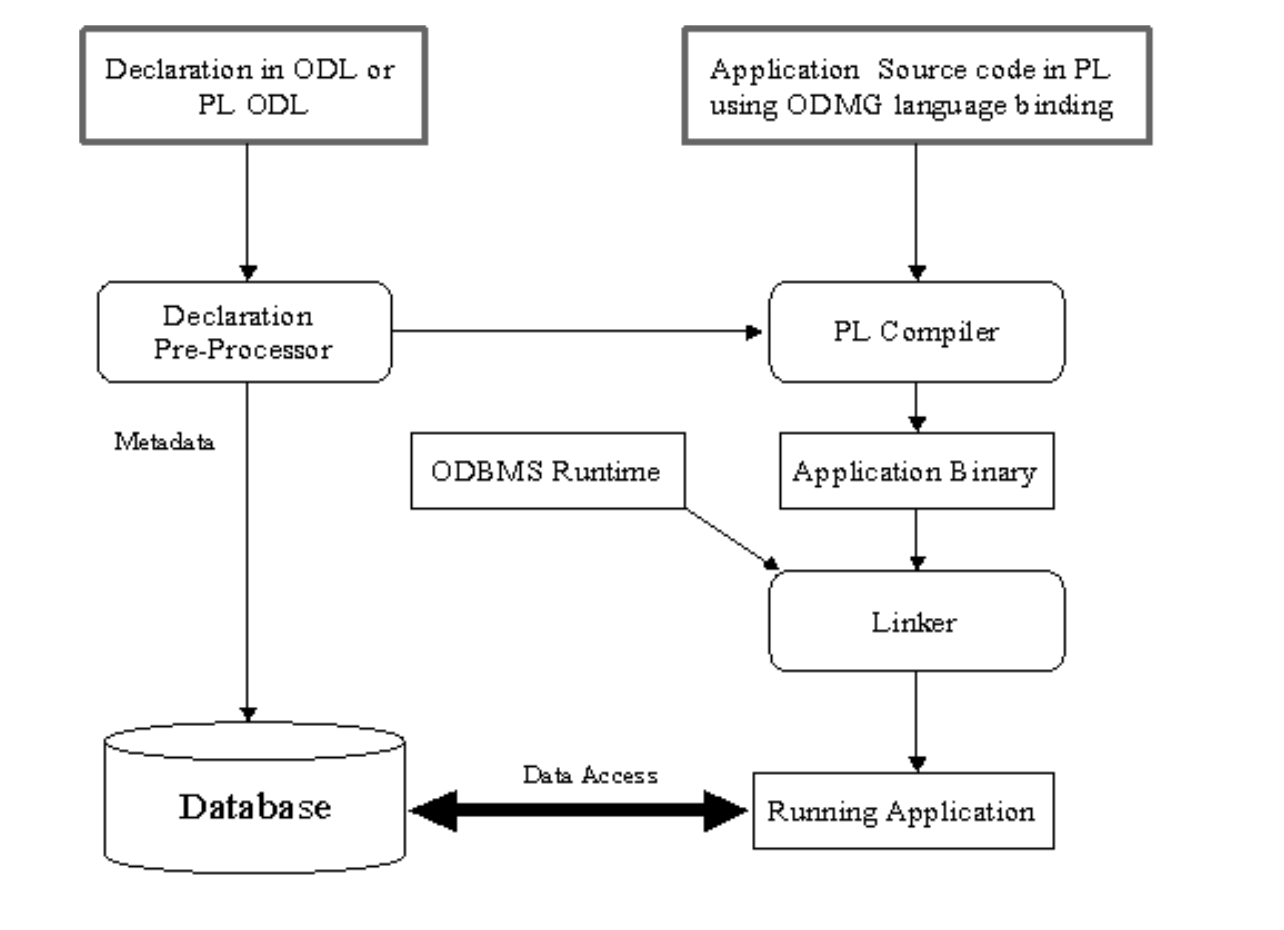 Declaration in ODL or
PL ODL
Application Source code in PL
using ODMG language binding
Declaration
Pre-Processor
PL Compiler
Metadata
ODBMS Runtime
Application Binary
Linker
Data Access
Database
Running Application